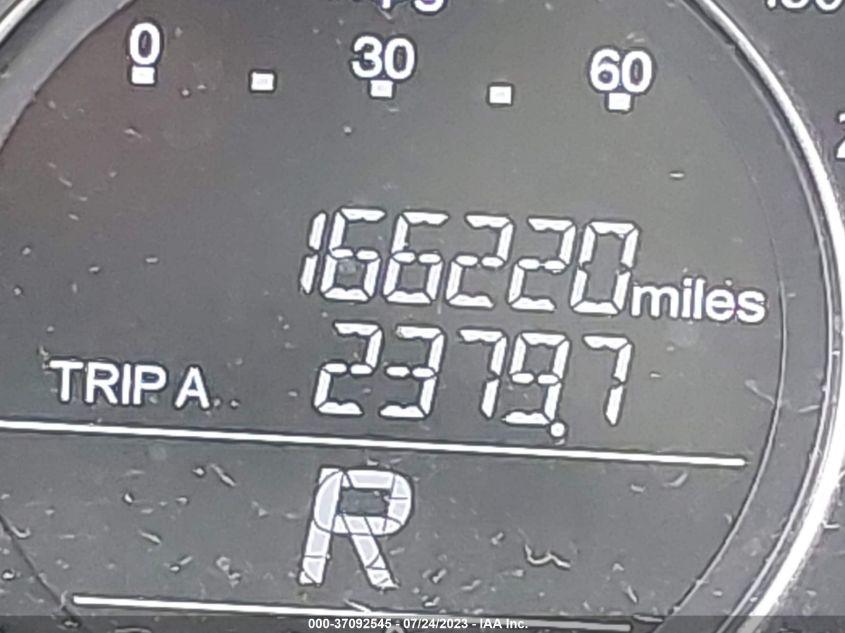 0 30 60
166220 miles
TRIP A 2379.7
R
000-37092545 - 07/24/2023 - IAA Inc.